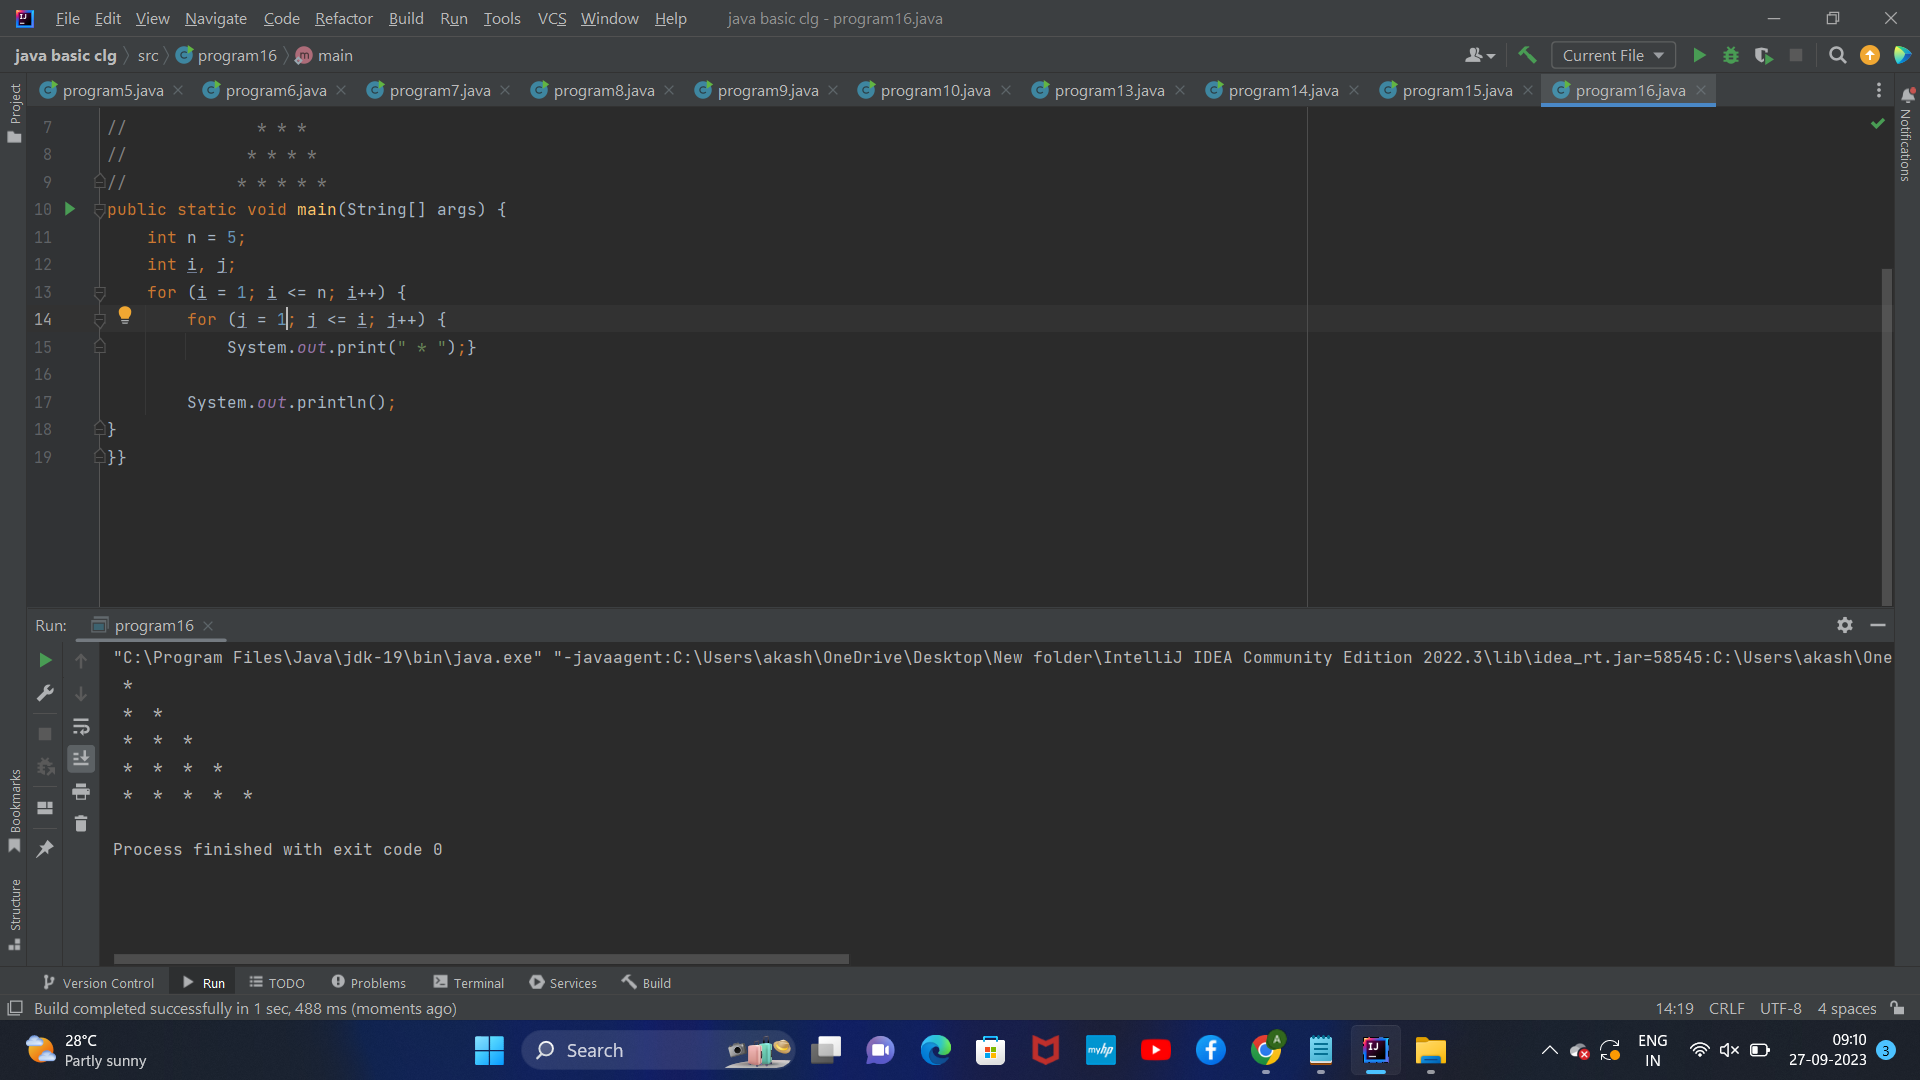 File Edit View Navigate Code Refactor Build Run Tools VCS Window Help java basic clg - program16.java
java basic clg src program16 main Current File
program5.java program6.java program7.java program8.java program9.java program10.java program13.java program14.java program15.java program16.java
Project
Notifications
7 // * * *
8 // * * * *
9 // * * * * *
10 public static void main(String[] args) {
11 int n = 5;
12 int i, j;
13 for (i = 1; i <= n; i++) {
14 for (j = 1; j <= i; j++) {
15 System.out.print(" * ");}
16
17 System.out.println();
18 }
19 }}
Run: program16
"C:\Program Files\Java\jdk-19\bin\java.exe" "-javaagent:C:\Users\akash\OneDrive\Desktop\New folder\IntelliJ IDEA Community Edition 2022.3\lib\idea_rt.jar=58545:C:\Users\akash\One
*
* *
* * *
* * * *
* * * * *
Process finished with exit code 0
Bookmarks
Structure
Version Control Run TODO Problems Terminal Services Build
Build completed successfully in 1 sec, 488 ms (moments ago) 14:19 CRLF UTF-8 4 spaces
28°C
Partly sunny
Search
myhp
A
IJ
ENG
IN
09:10
27-09-2023
3